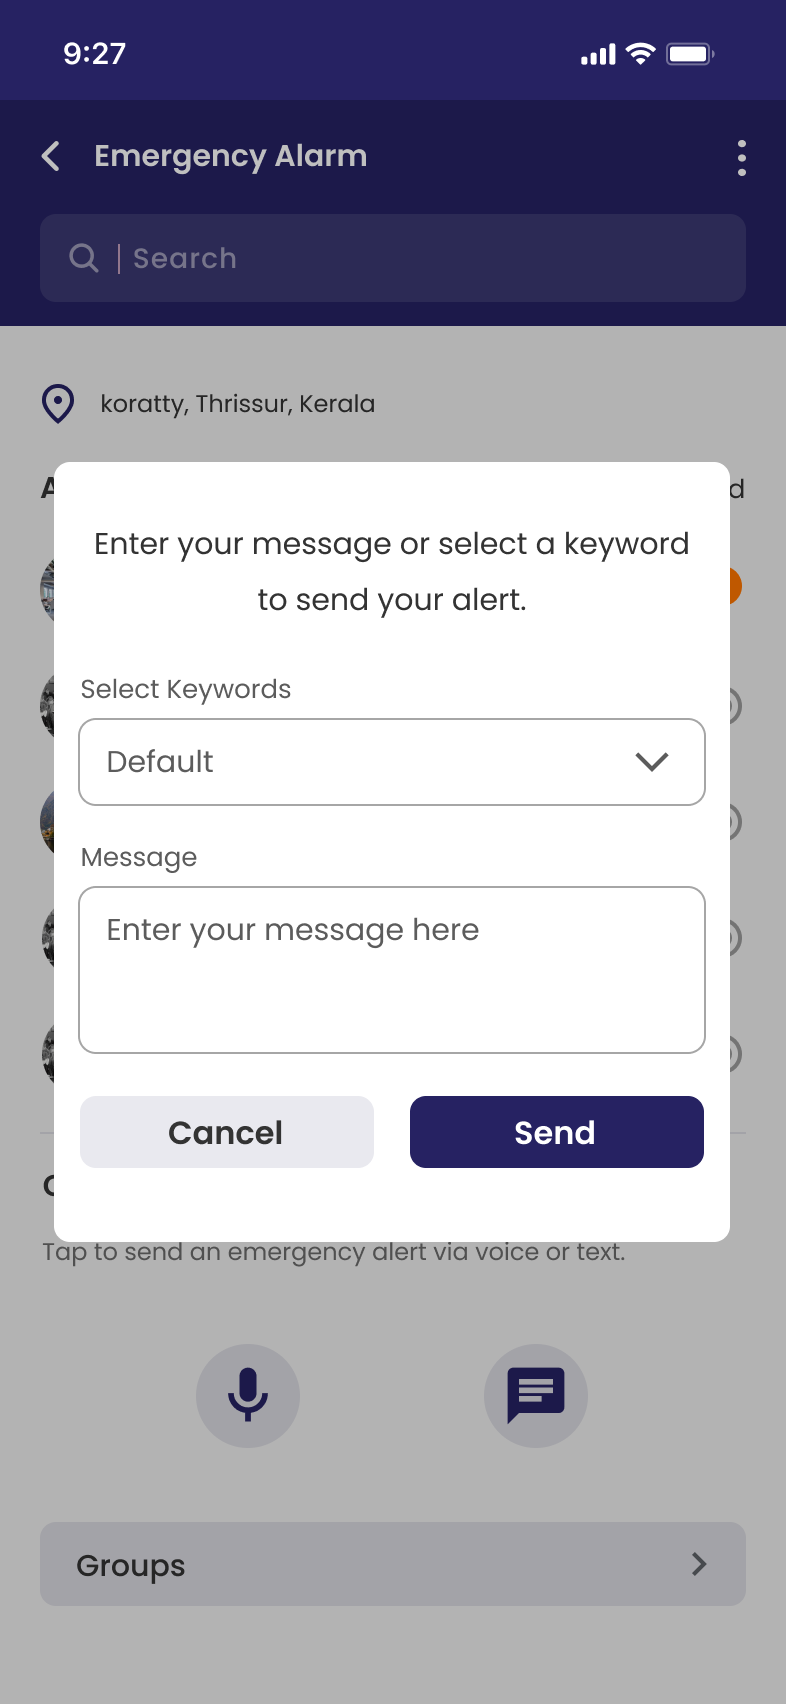 9:27
Emergency Alarm
Search
koratty, Thrissur, Kerala
Enter your message or select a keyword
to send your alert.
Select Keywords
Default
Message
Enter your message here
Cancel
Send
Tap to send an emergency alert via voice or text.
Groups